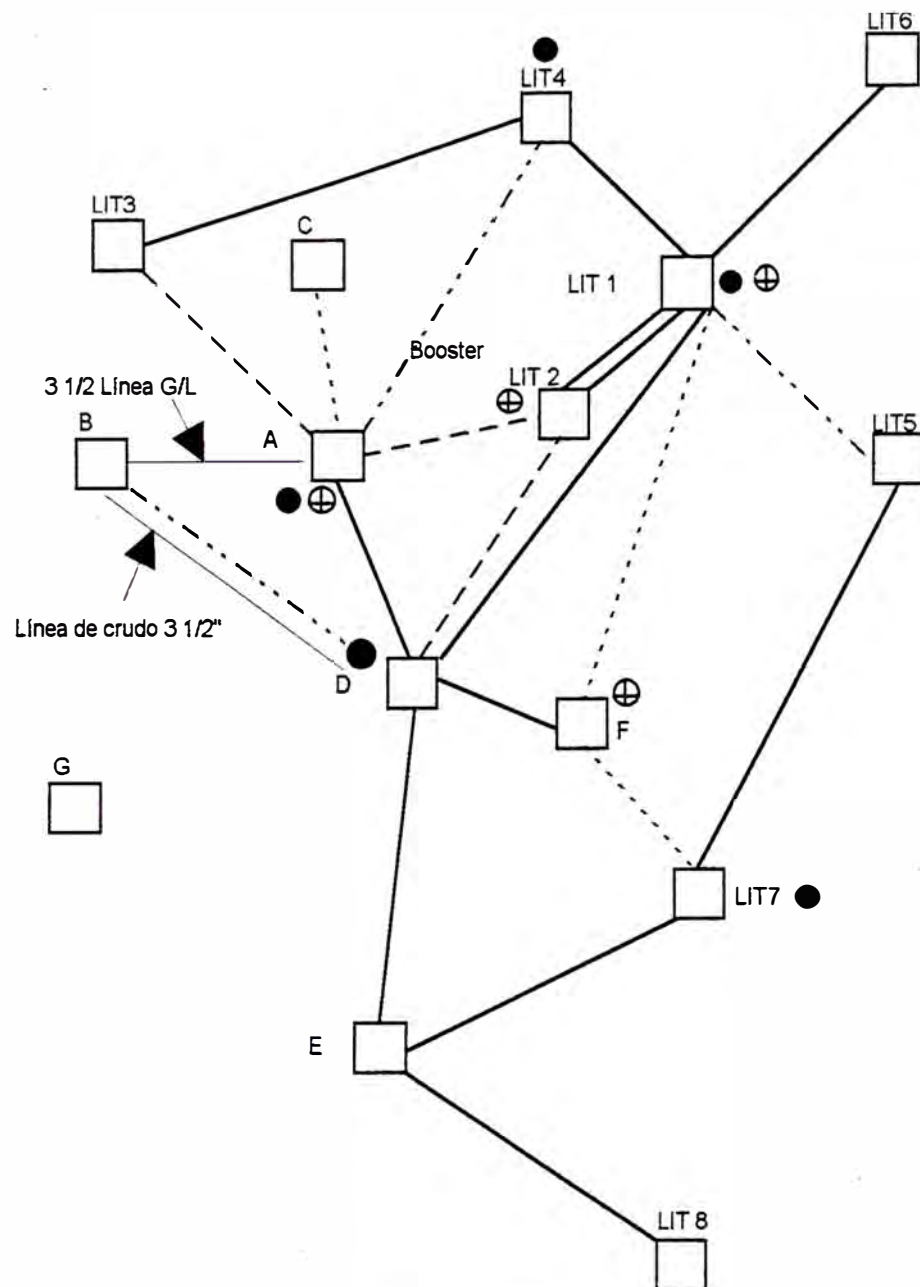 LIT6
LIT4
LIT3
C
LIT 1
Booster
LIT 2
3 1/2 Línea G/L
B
A
LIT5
Línea de crudo 3 1/2"
D
F
G
LIT7
E
LIT 8